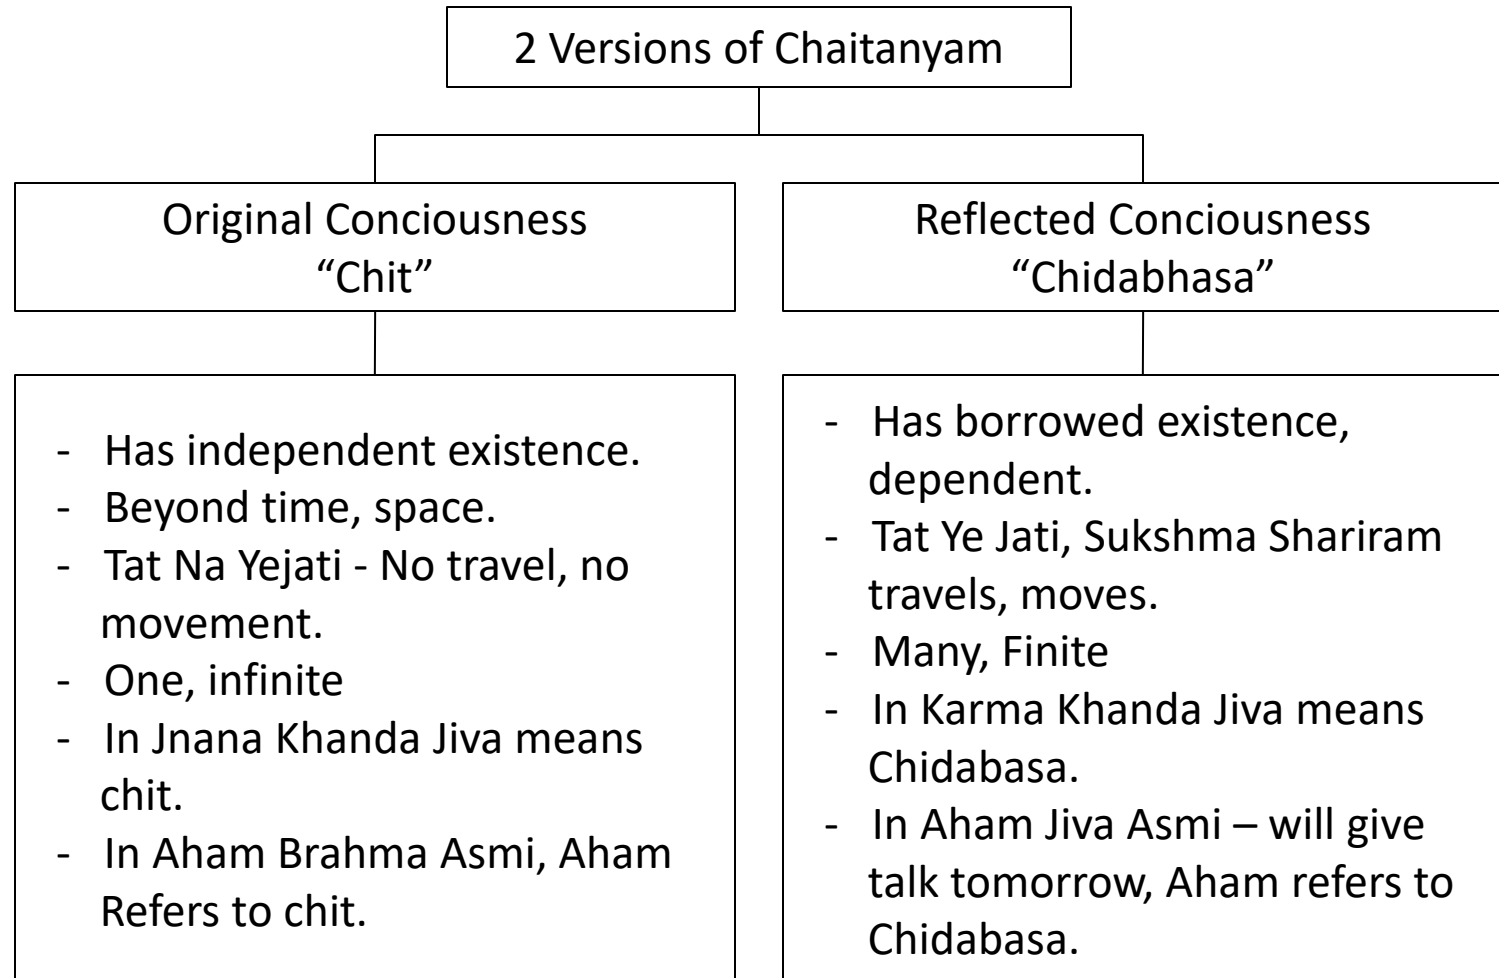 2 Versions of Chaitanyam
Original Conciousness
“Chit”
Reflected Conciousness
“Chidabhasa”
- Has independent existence.
- Beyond time, space.
- Tat Na Yejati - No travel, no
movement.
- One, infinite
- In Jnana Khanda Jiva means
chit.
- In Aham Brahma Asmi, Aham
Refers to chit.
- Has borrowed existence,
dependent.
- Tat Ye Jati, Sukshma Shariram
travels, moves.
- Many, Finite
- In Karma Khanda Jiva means
Chidabasa.
- In Aham Jiva Asmi – will give
talk tomorrow, Aham refers to
Chidabasa.